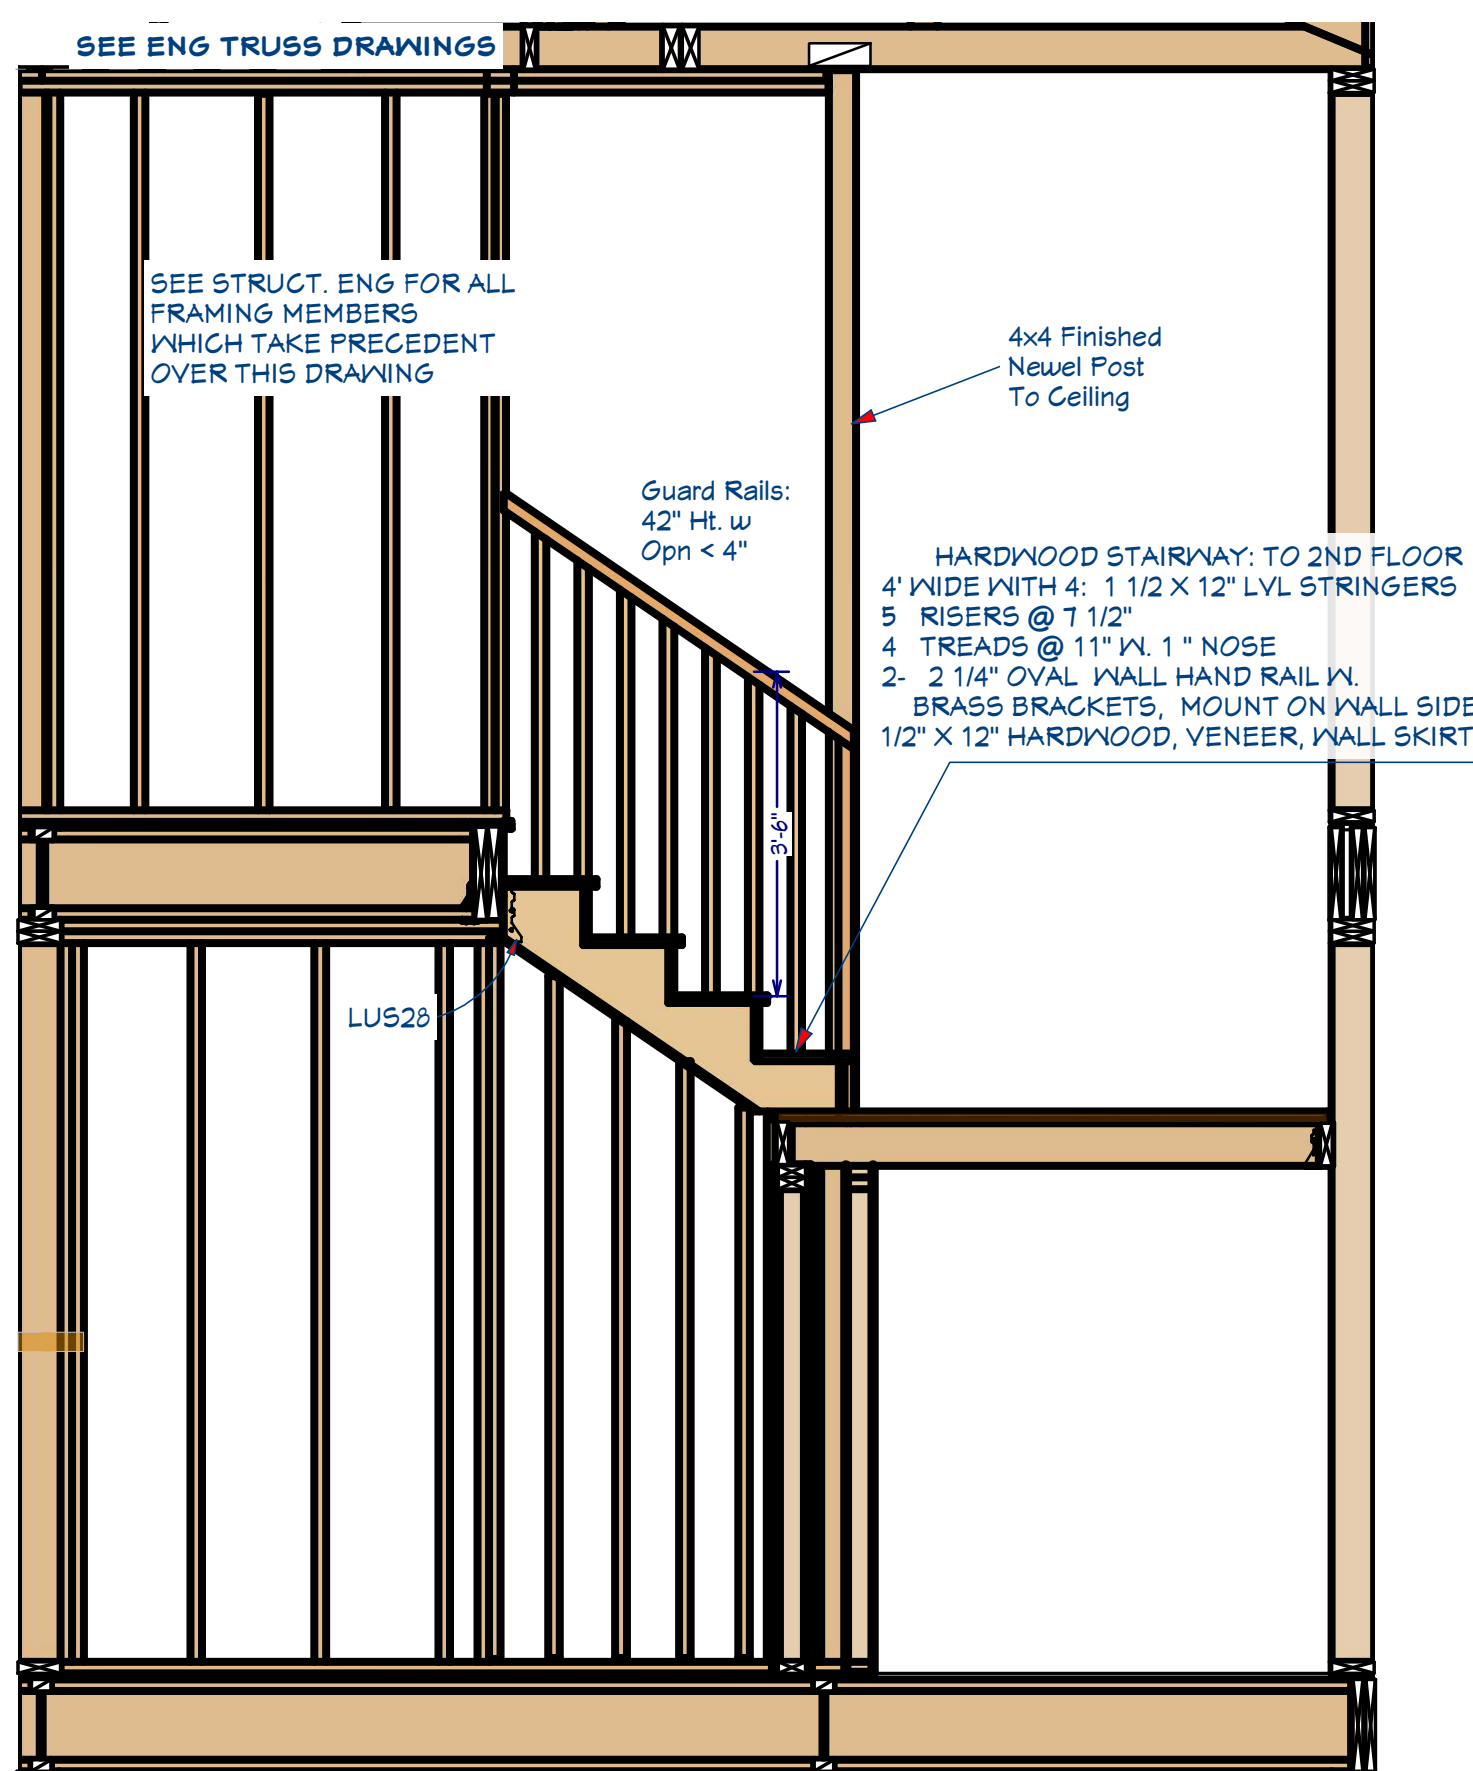 SEE ENG TRUSS DRAWINGS
SEE STRUCT. ENG FOR ALL
FRAMING MEMBERS
WHICH TAKE PRECEDENT
OVER THIS DRAWING
4x4 Finished
Newel Post
To Ceiling
Guard Rails:
42" Ht. w
Opn < 4"
HARDWOOD STAIRWAY: TO 2ND FLOOR
4' WIDE WITH 4: 1 1/2 X 12" LVL STRINGERS
5 RISERS @ 7 1/2"
4 TREADS @ 11" W. 1 " NOSE
2- 2 1/4" OVAL WALL HAND RAIL W.
BRASS BRACKETS, MOUNT ON WALL SIDE
1/2" X 12" HARDWOOD, VENEER, WALL SKIRT
3'-6"
LUS28